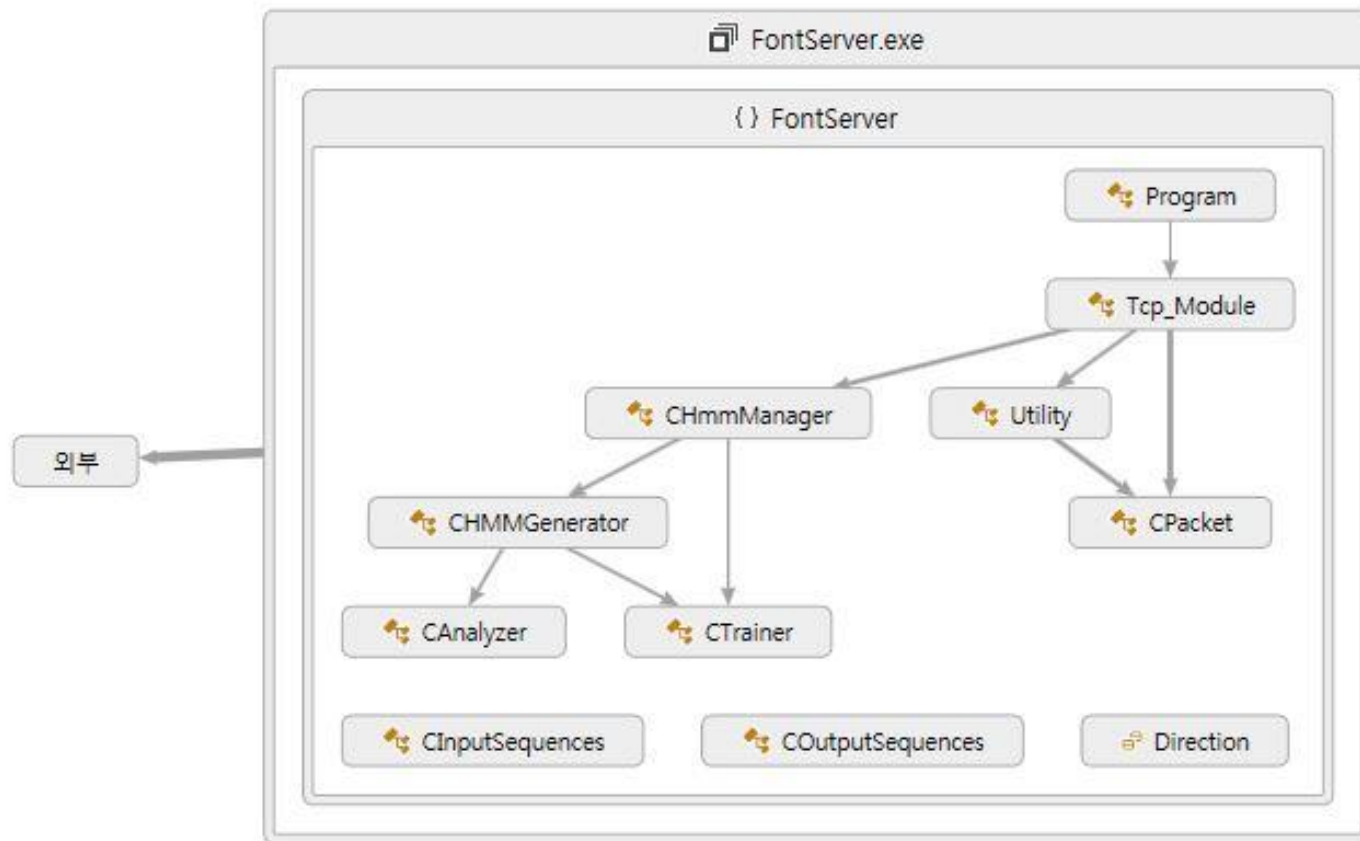 FontServer.exe
{ } FontServer
Program
Tcp_Module
CHmmManager
Utility
외부
CHMMGenerator
CPacket
CAnalyzer
CTrainer
CInputSequences
COutputSequences
Direction